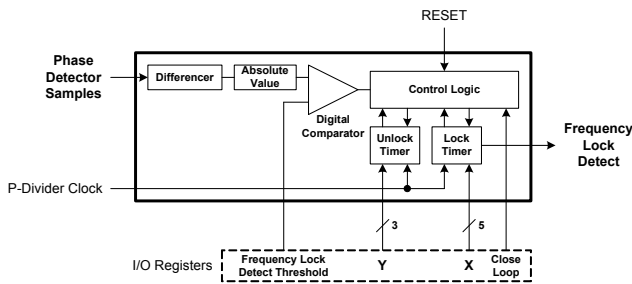 RESET
Phase
Detector
Samples
Differencer
Absolute
Value
Digital
Comparator
Control Logic
Unlock
Timer
Lock
Timer
Frequency
Lock
Detect
P-Divider Clock
3
5
I/O Registers
Frequency Lock
Detect Threshold
Y
X
Close
Loop